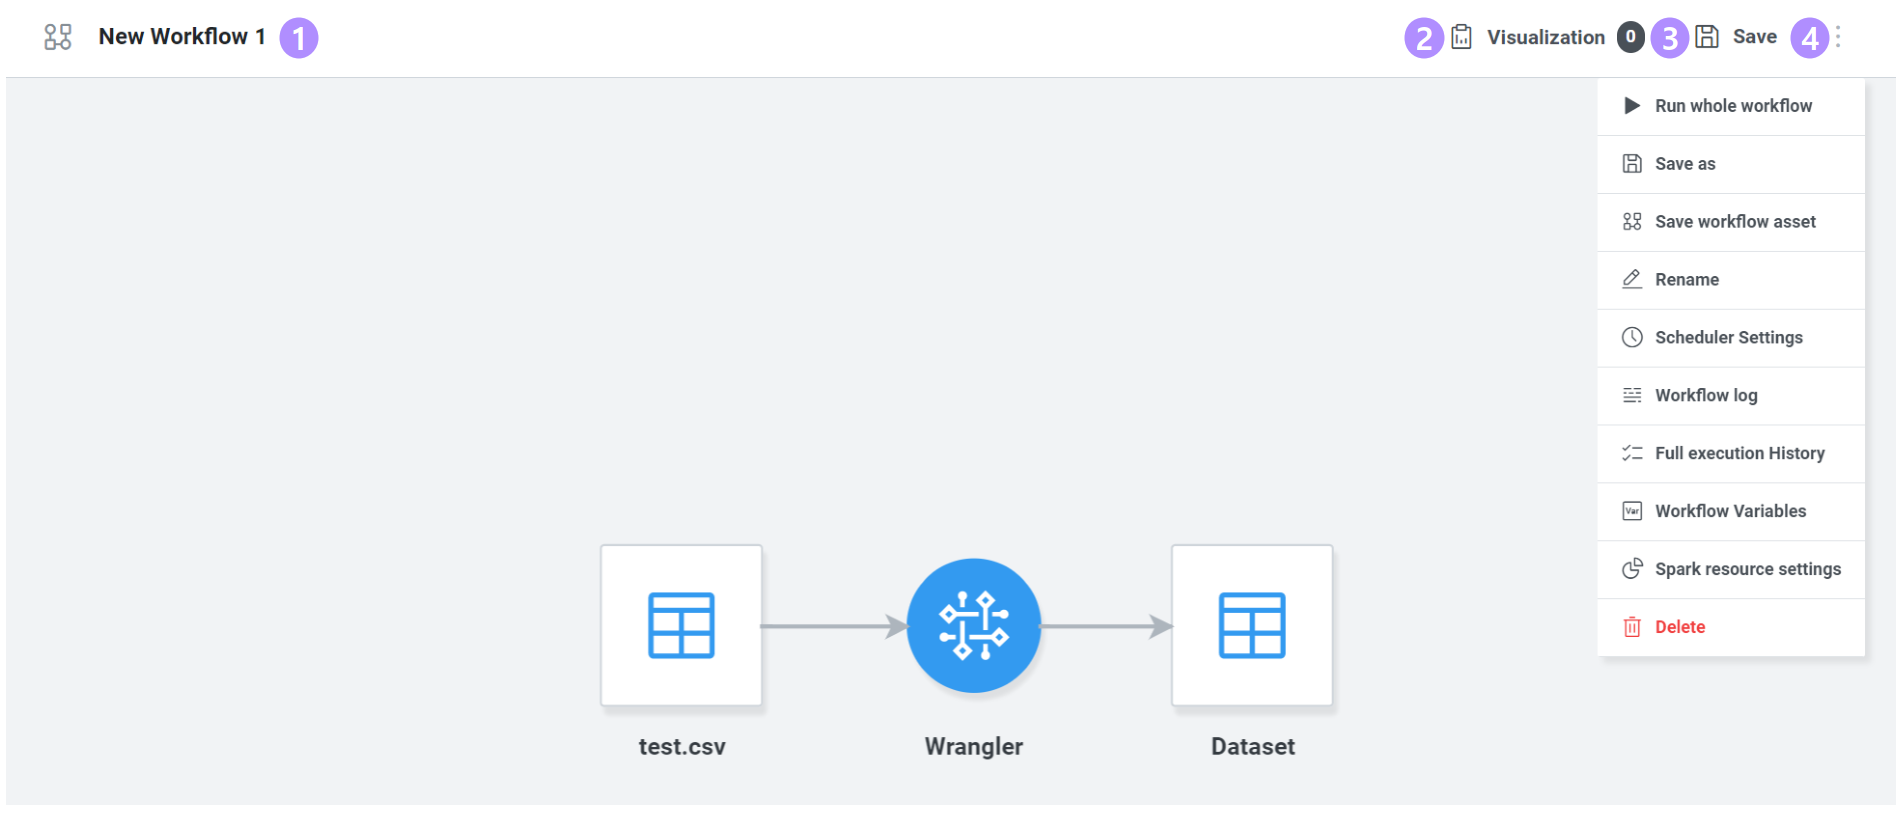 New Workflow 1 1 2 Visualization 0 3 Save 4
Run whole workflow
Save as
Save workflow asset
Rename
Scheduler Settings
Workflow log
Full execution History
Var Workflow Variables
Spark resource settings
Delete
test.csv Wrangler Dataset